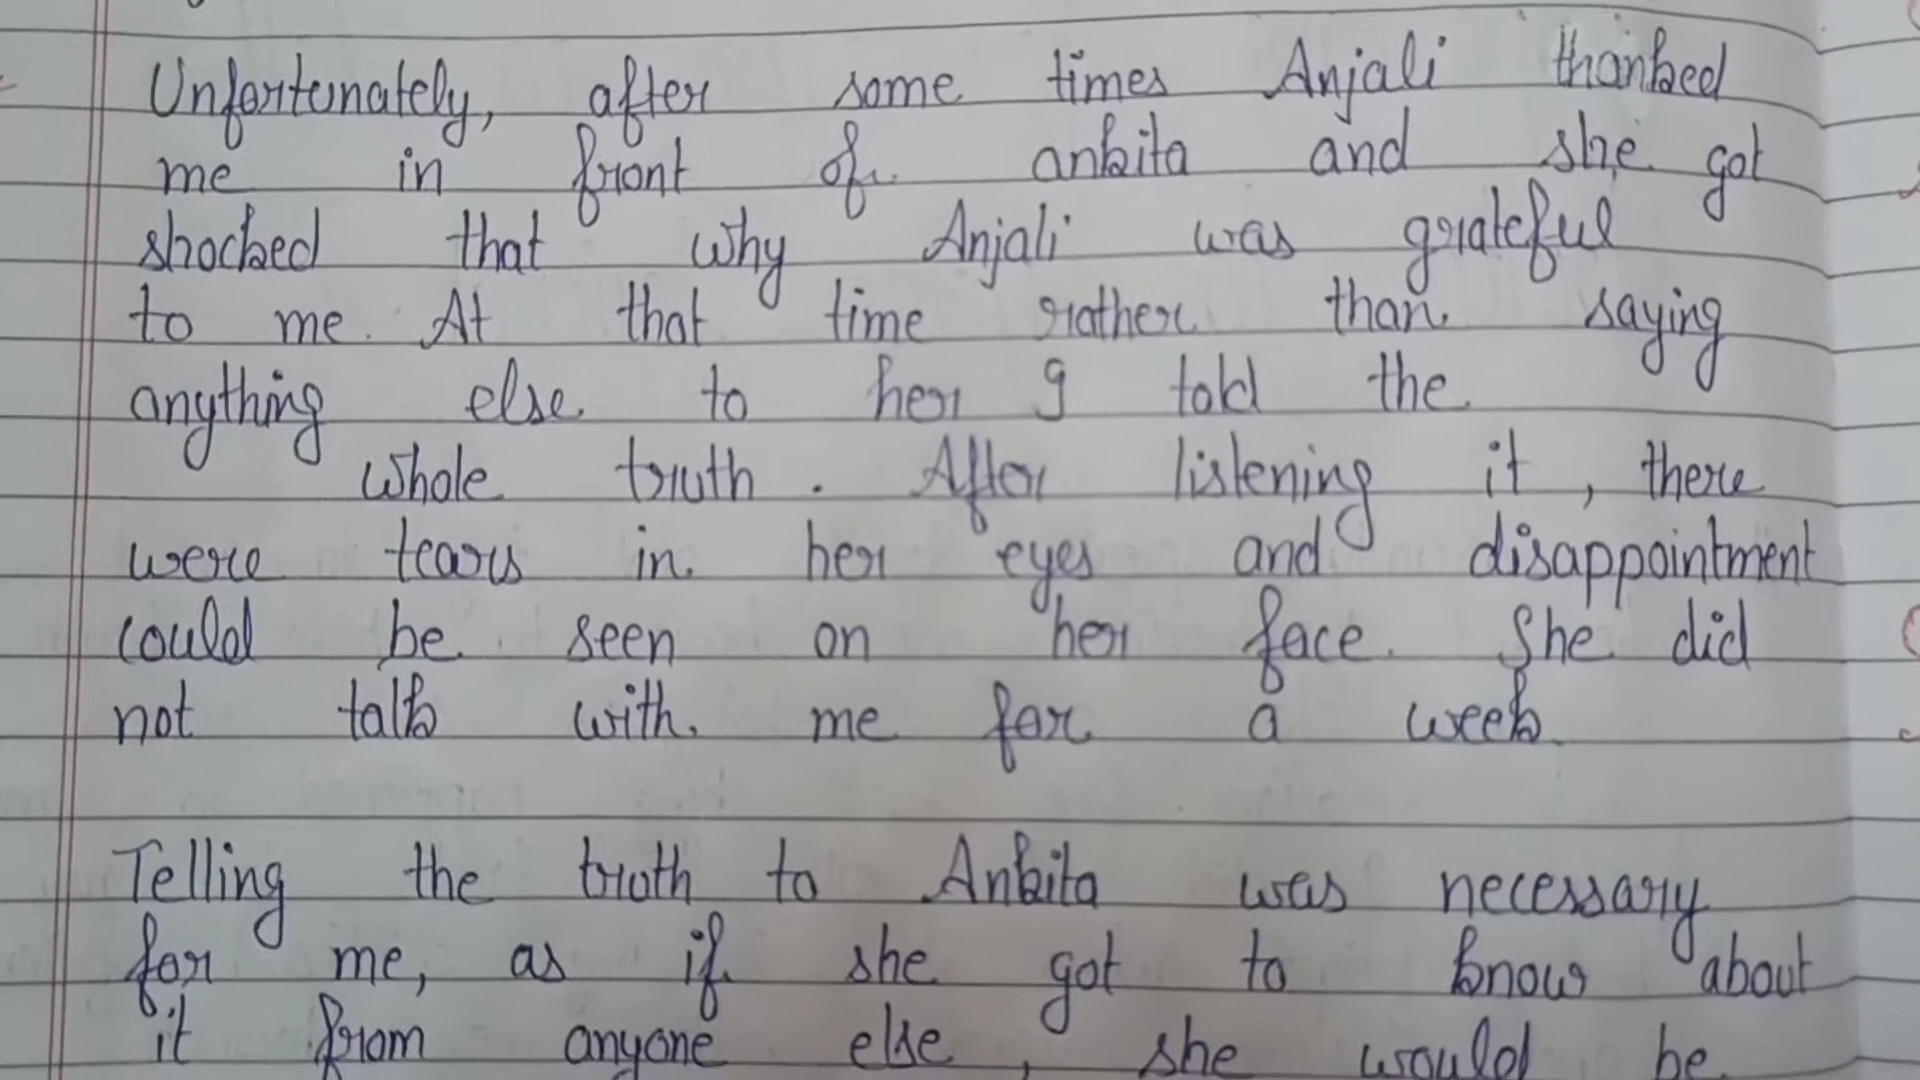 Unfortunately, after some times Anjali thanked
me in front of ankita and she got
shocked that why Anjali was grateful
to me. At that time rather than saying
anything else to her I told the
whole truth. After listening it, there
were tears in her eyes and disappointment
could be seen on her face. She did
not talk with me for a week.
Telling the truth to Ankita was necessary
for me, as if she got to know about
it from anyone else, she would be